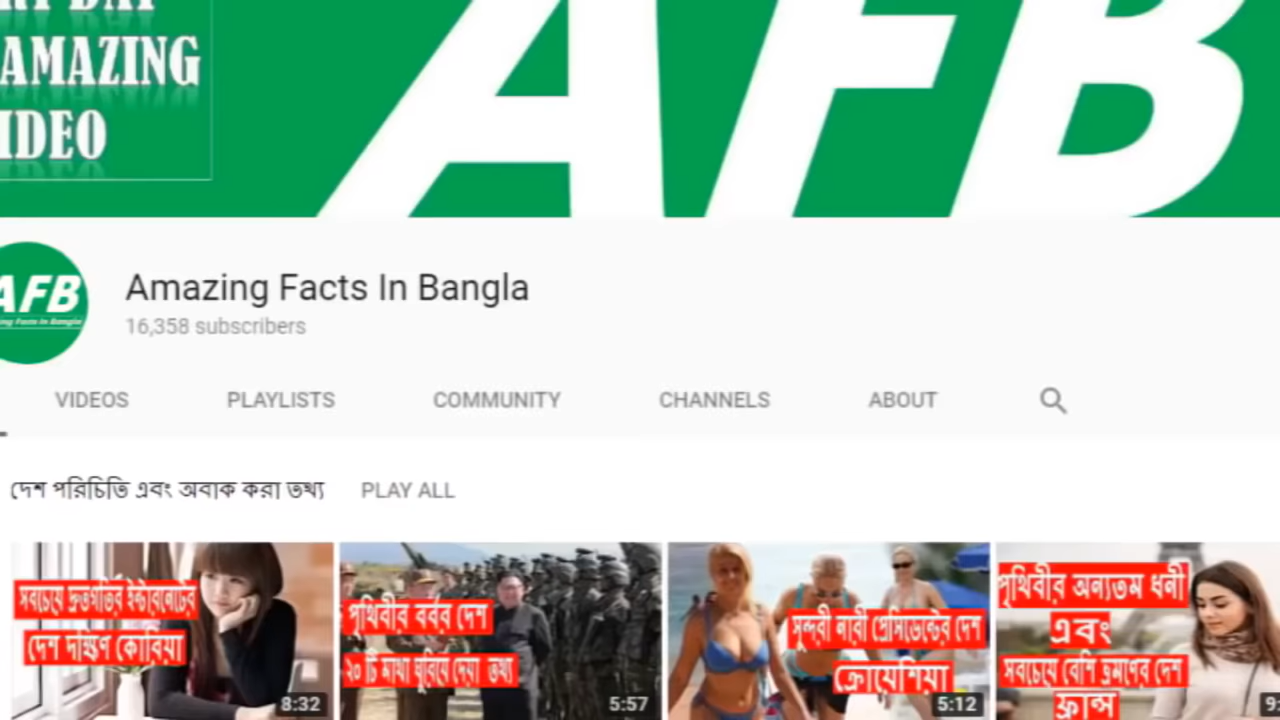 AMAZING
AFB
AFB
Amazing Facts In Bangla
16,358 subscribers
VIDEOS PLAYLISTS COMMUNITY CHANNELS ABOUT
দেশ পরিচিতি এবং অবাক করা তথ্য PLAY ALL
সবচেয়ে দ্রুতগতির ইন্টারনেটের
দেশ দক্ষিণ কোরিয়া
8:32
পৃথিবীর বর্বর দেশ
২০ টি মাথা ঘুরিয়ে দেয়া তথ্য
5:57
সুন্দরী নারী প্রেসিডেন্টের দেশ
ক্রোয়েশিয়া
5:12
পৃথিবীর অন্যতম ধনী
এবং
সবচেয়ে বেশি ভ্রমণের দেশ
ফ্রান্স